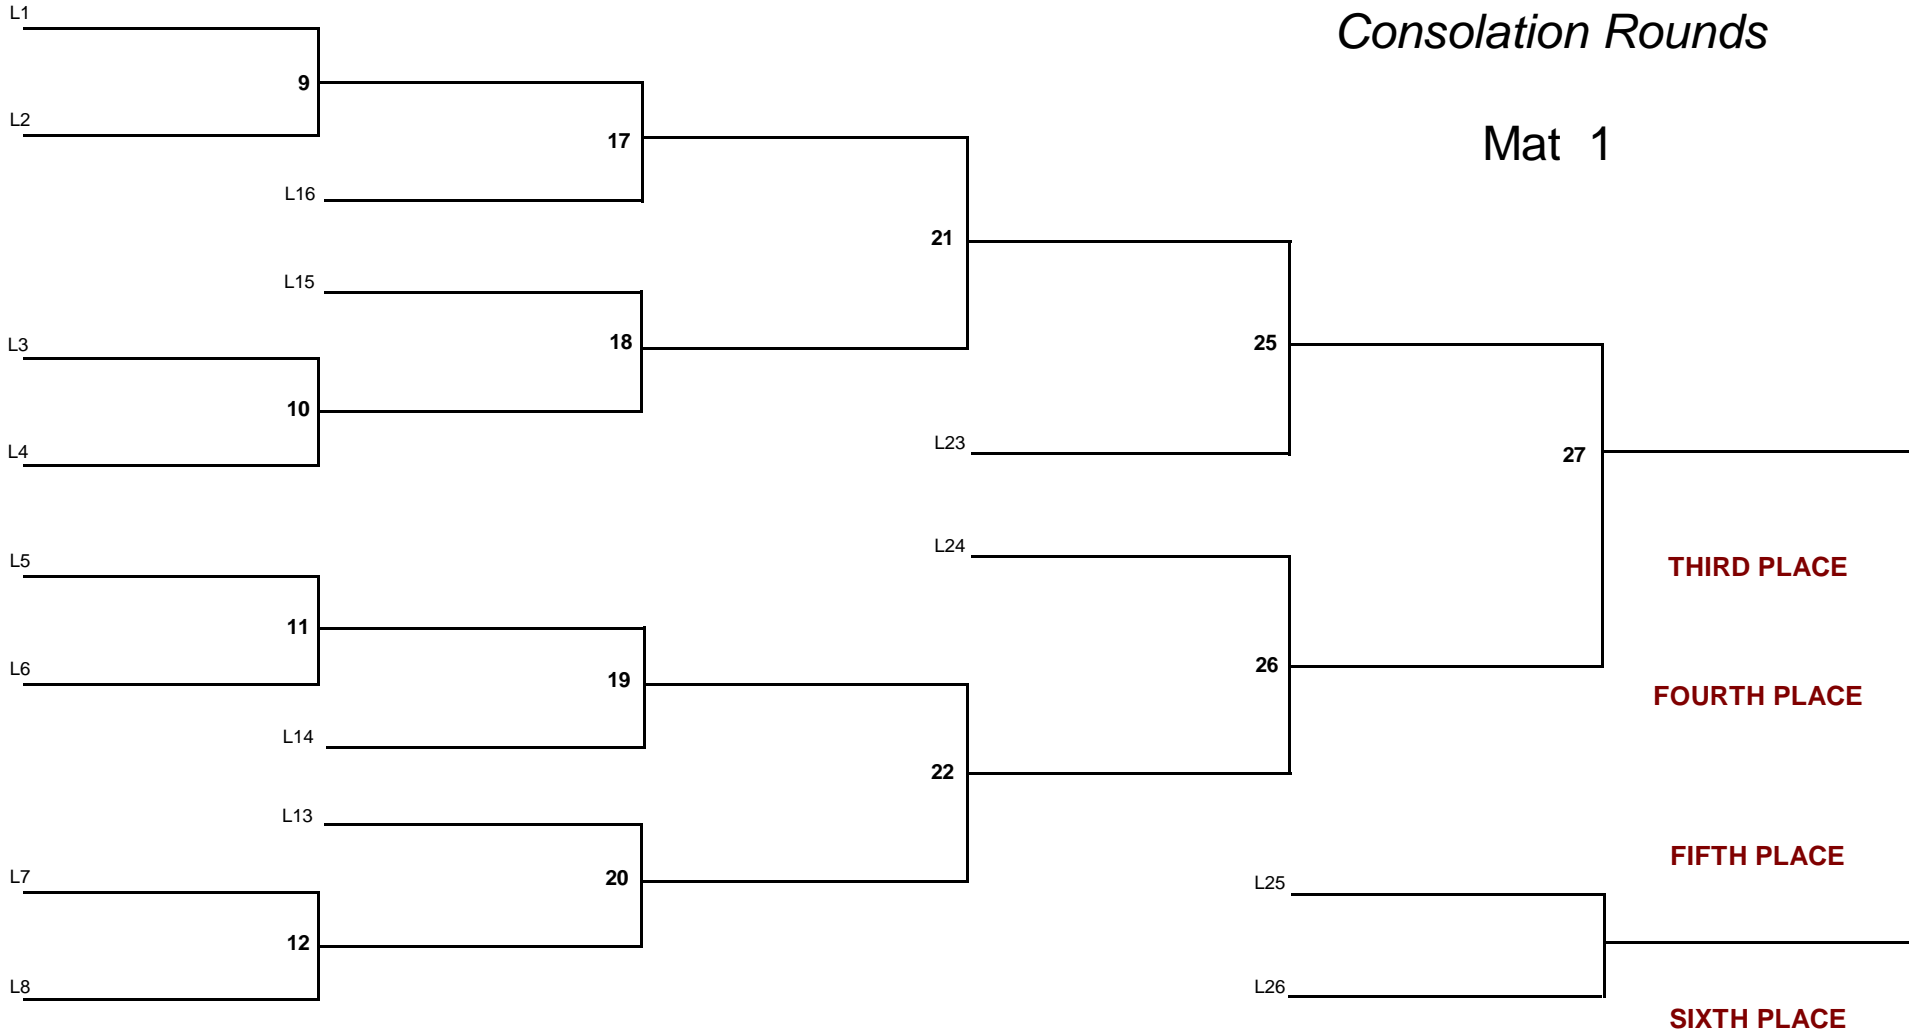 L1
Consolation Rounds
9
L2
17
Mat 1
L16
21
L15
18
25
L3
10
L4
L23
27
L24
L5
THIRD PLACE
11
L6
19
26
FOURTH PLACE
L14
22
L13
FIFTH PLACE
L7
20
L25
12
L8
L26
SIXTH PLACE